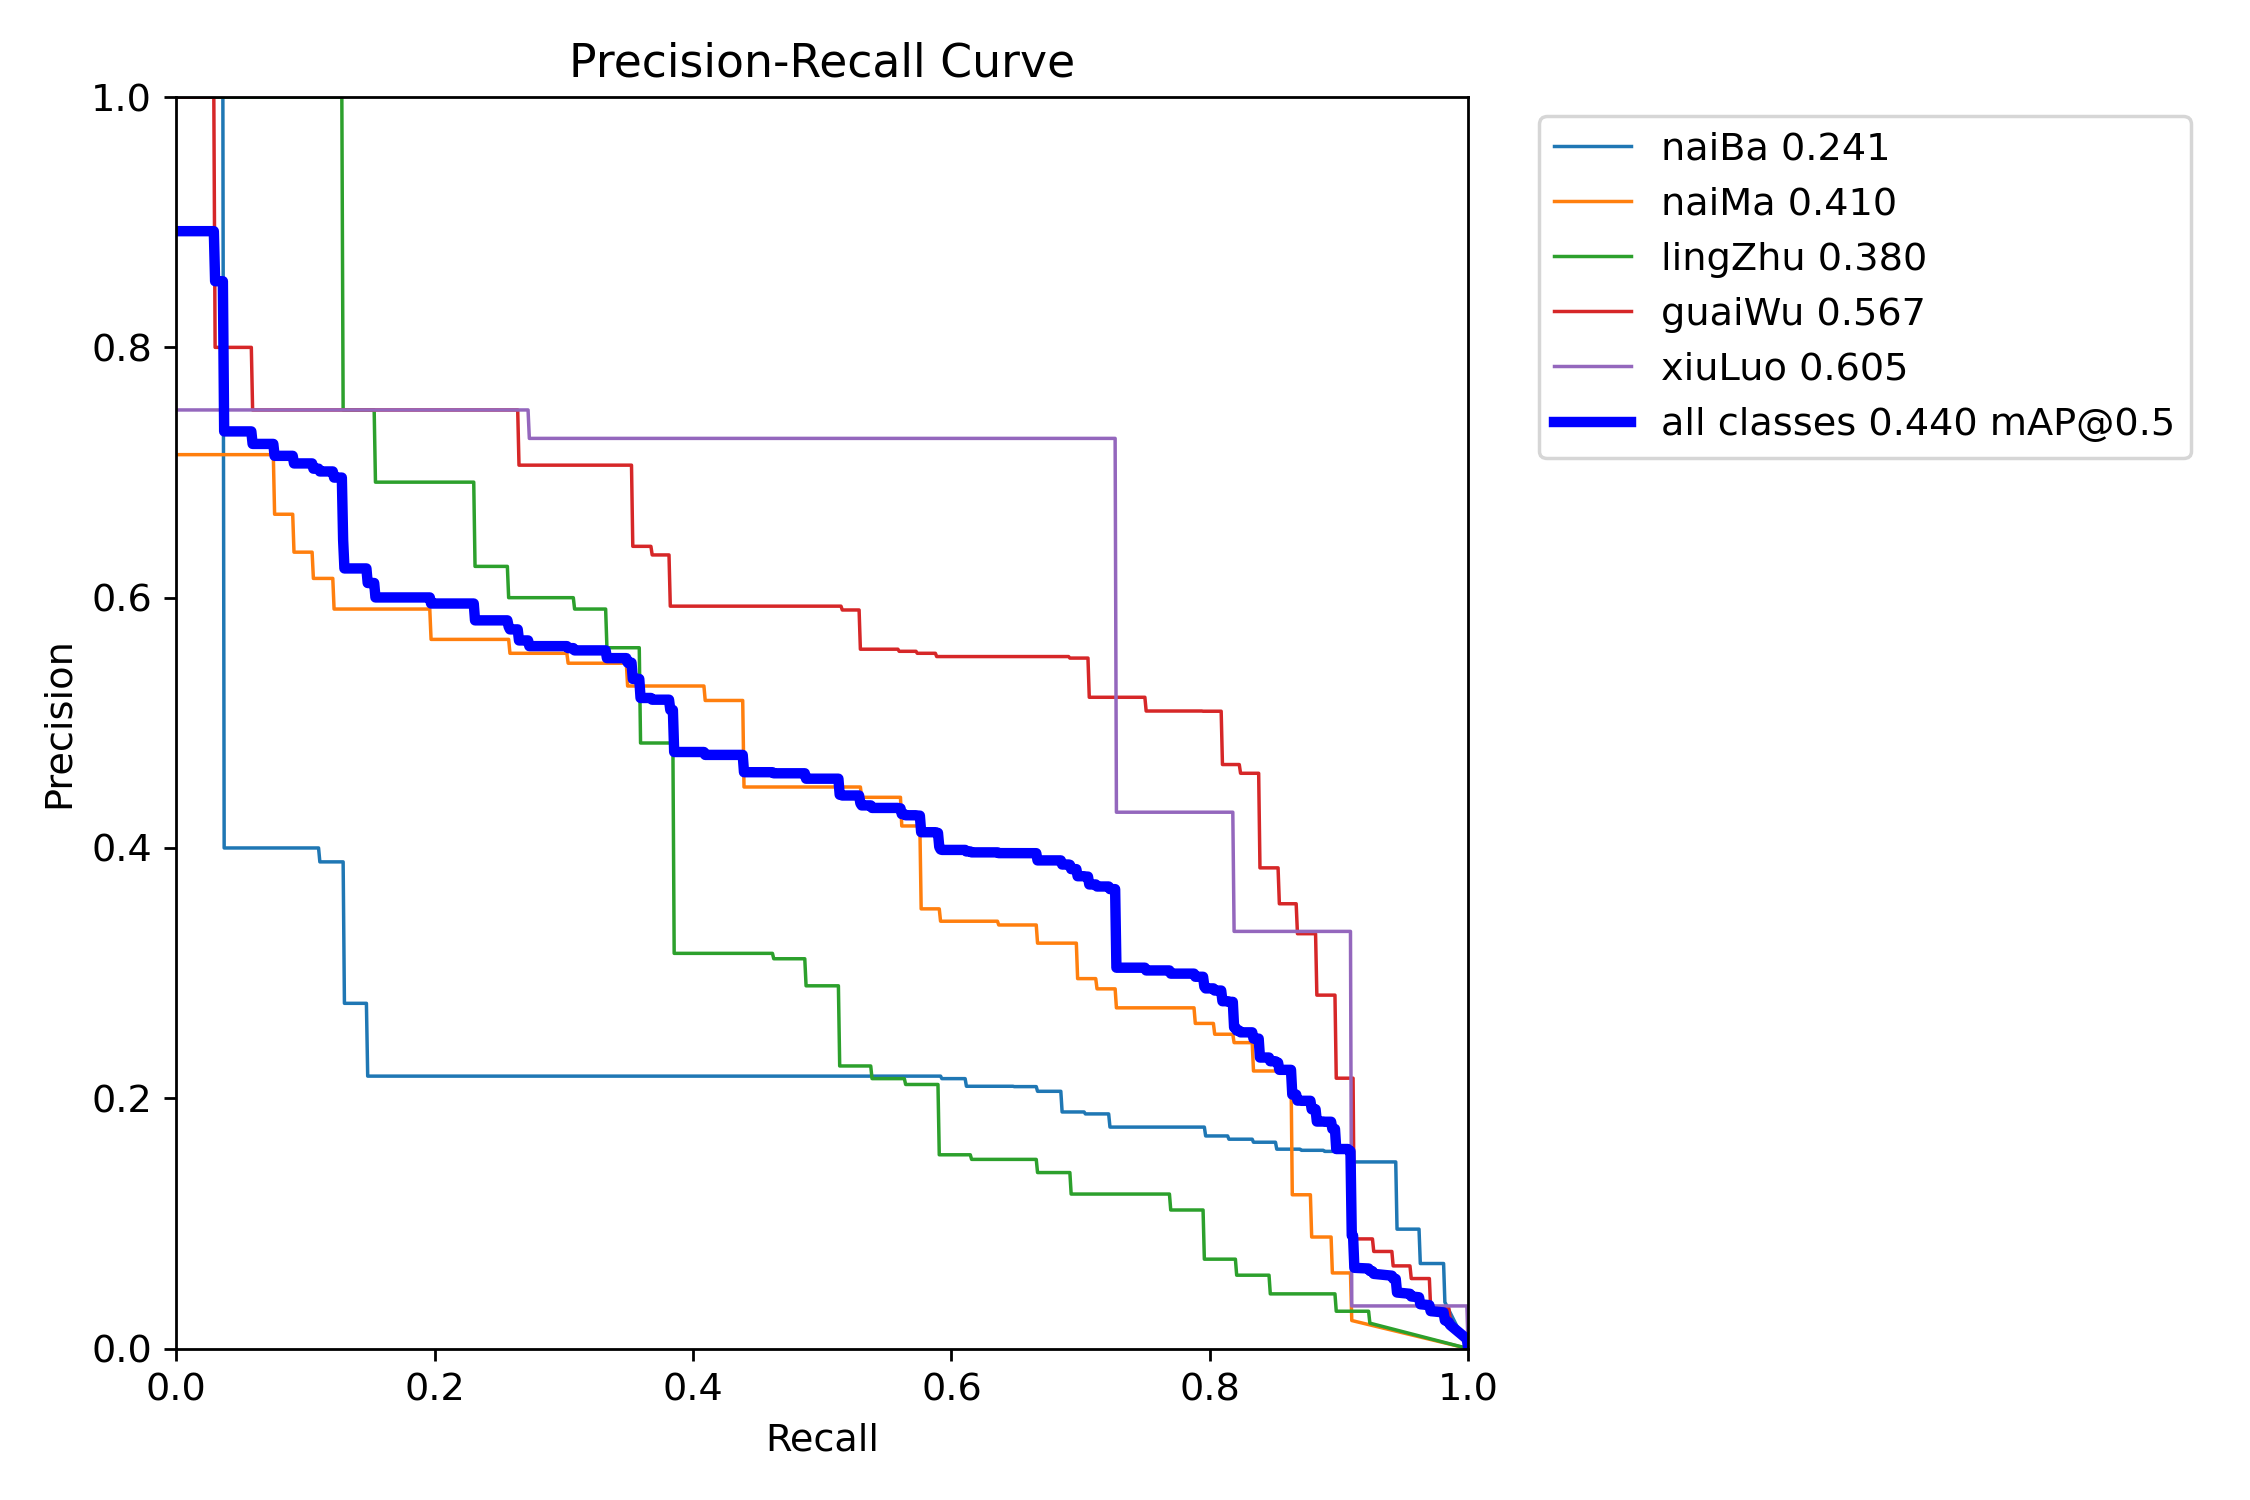 Precision-Recall Curve
1.0
0.8
0.6
0.4
0.2
0.0
Precision
0.0 0.2 0.4 0.6 0.8 1.0
Recall
naiBa 0.241
naiMa 0.410
lingZhu 0.380
guaiWu 0.567
xiuLuo 0.605
all classes 0.440 mAP@0.5